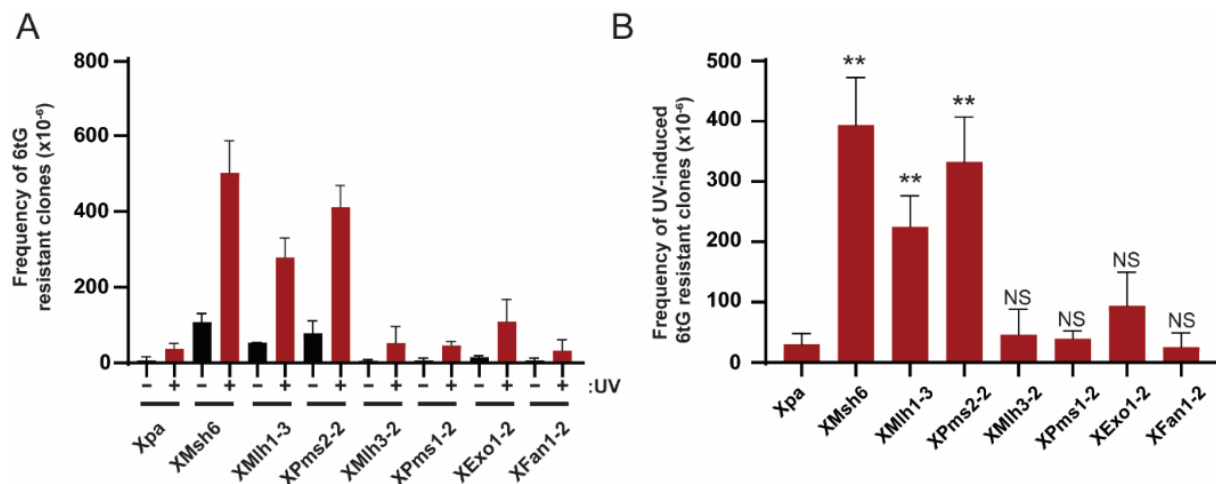 A
Frequency of 6tG
resistant clones (x10⁻⁶)
800
600
400
200
0
– + – + – + – + – + – + – + – + :UV
Xpa
XMsh6
XMlh1-3
XPms2-2
XMlh3-2
XPms1-2
XExo1-2
XFan1-2
B
Frequency of UV-induced
6tG resistant clones (x10⁻⁶)
500
400
300
200
100
0
**
**
**
NS
NS
NS
NS
Xpa
XMsh6
XMlh1-3
XPms2-2
XMlh3-2
XPms1-2
XExo1-2
XFan1-2